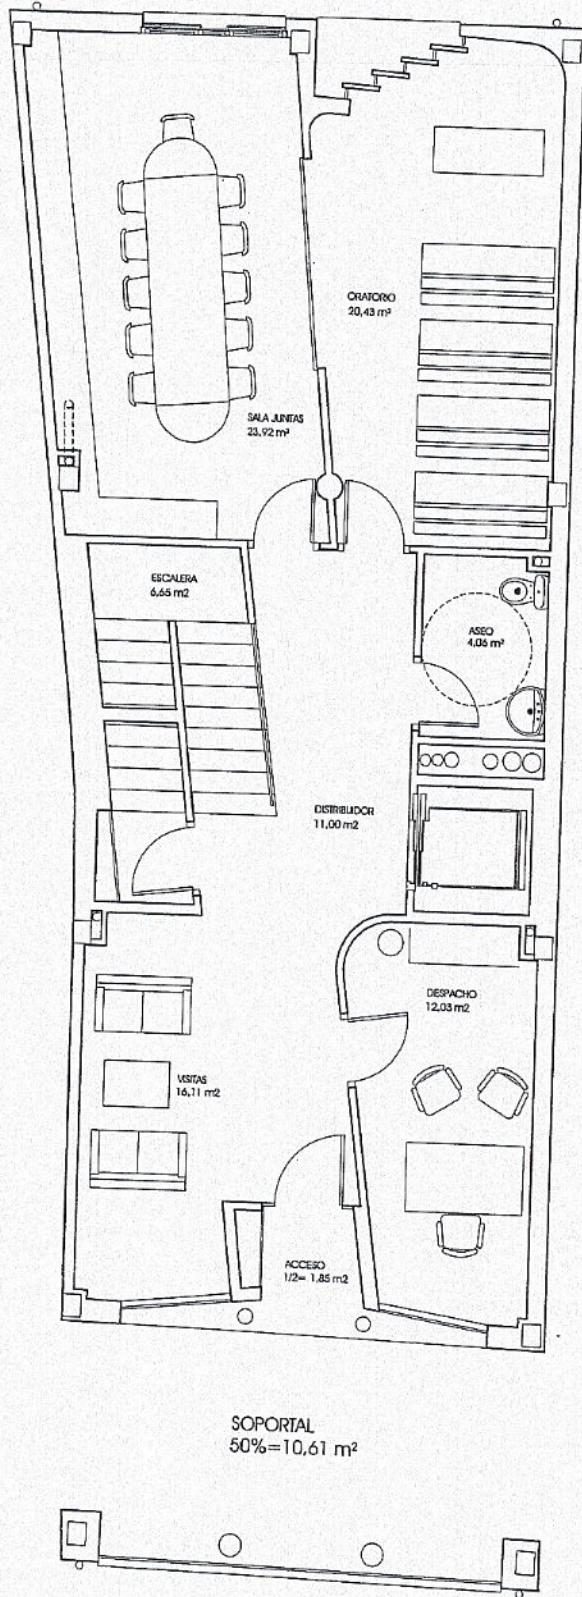 ORATORIO
20,43 m²
SALA JUNTAS
23,92 m²
ESCALERA
6,65 m2
ASEO
4,06 m²
DISTRIBUIDOR
11,00 m2
DESPACHO
12,03 m2
VISITAS
16,11 m2
ACCESO
1/2= 1,85 m2
SOPORTAL
50%=10,61 m²